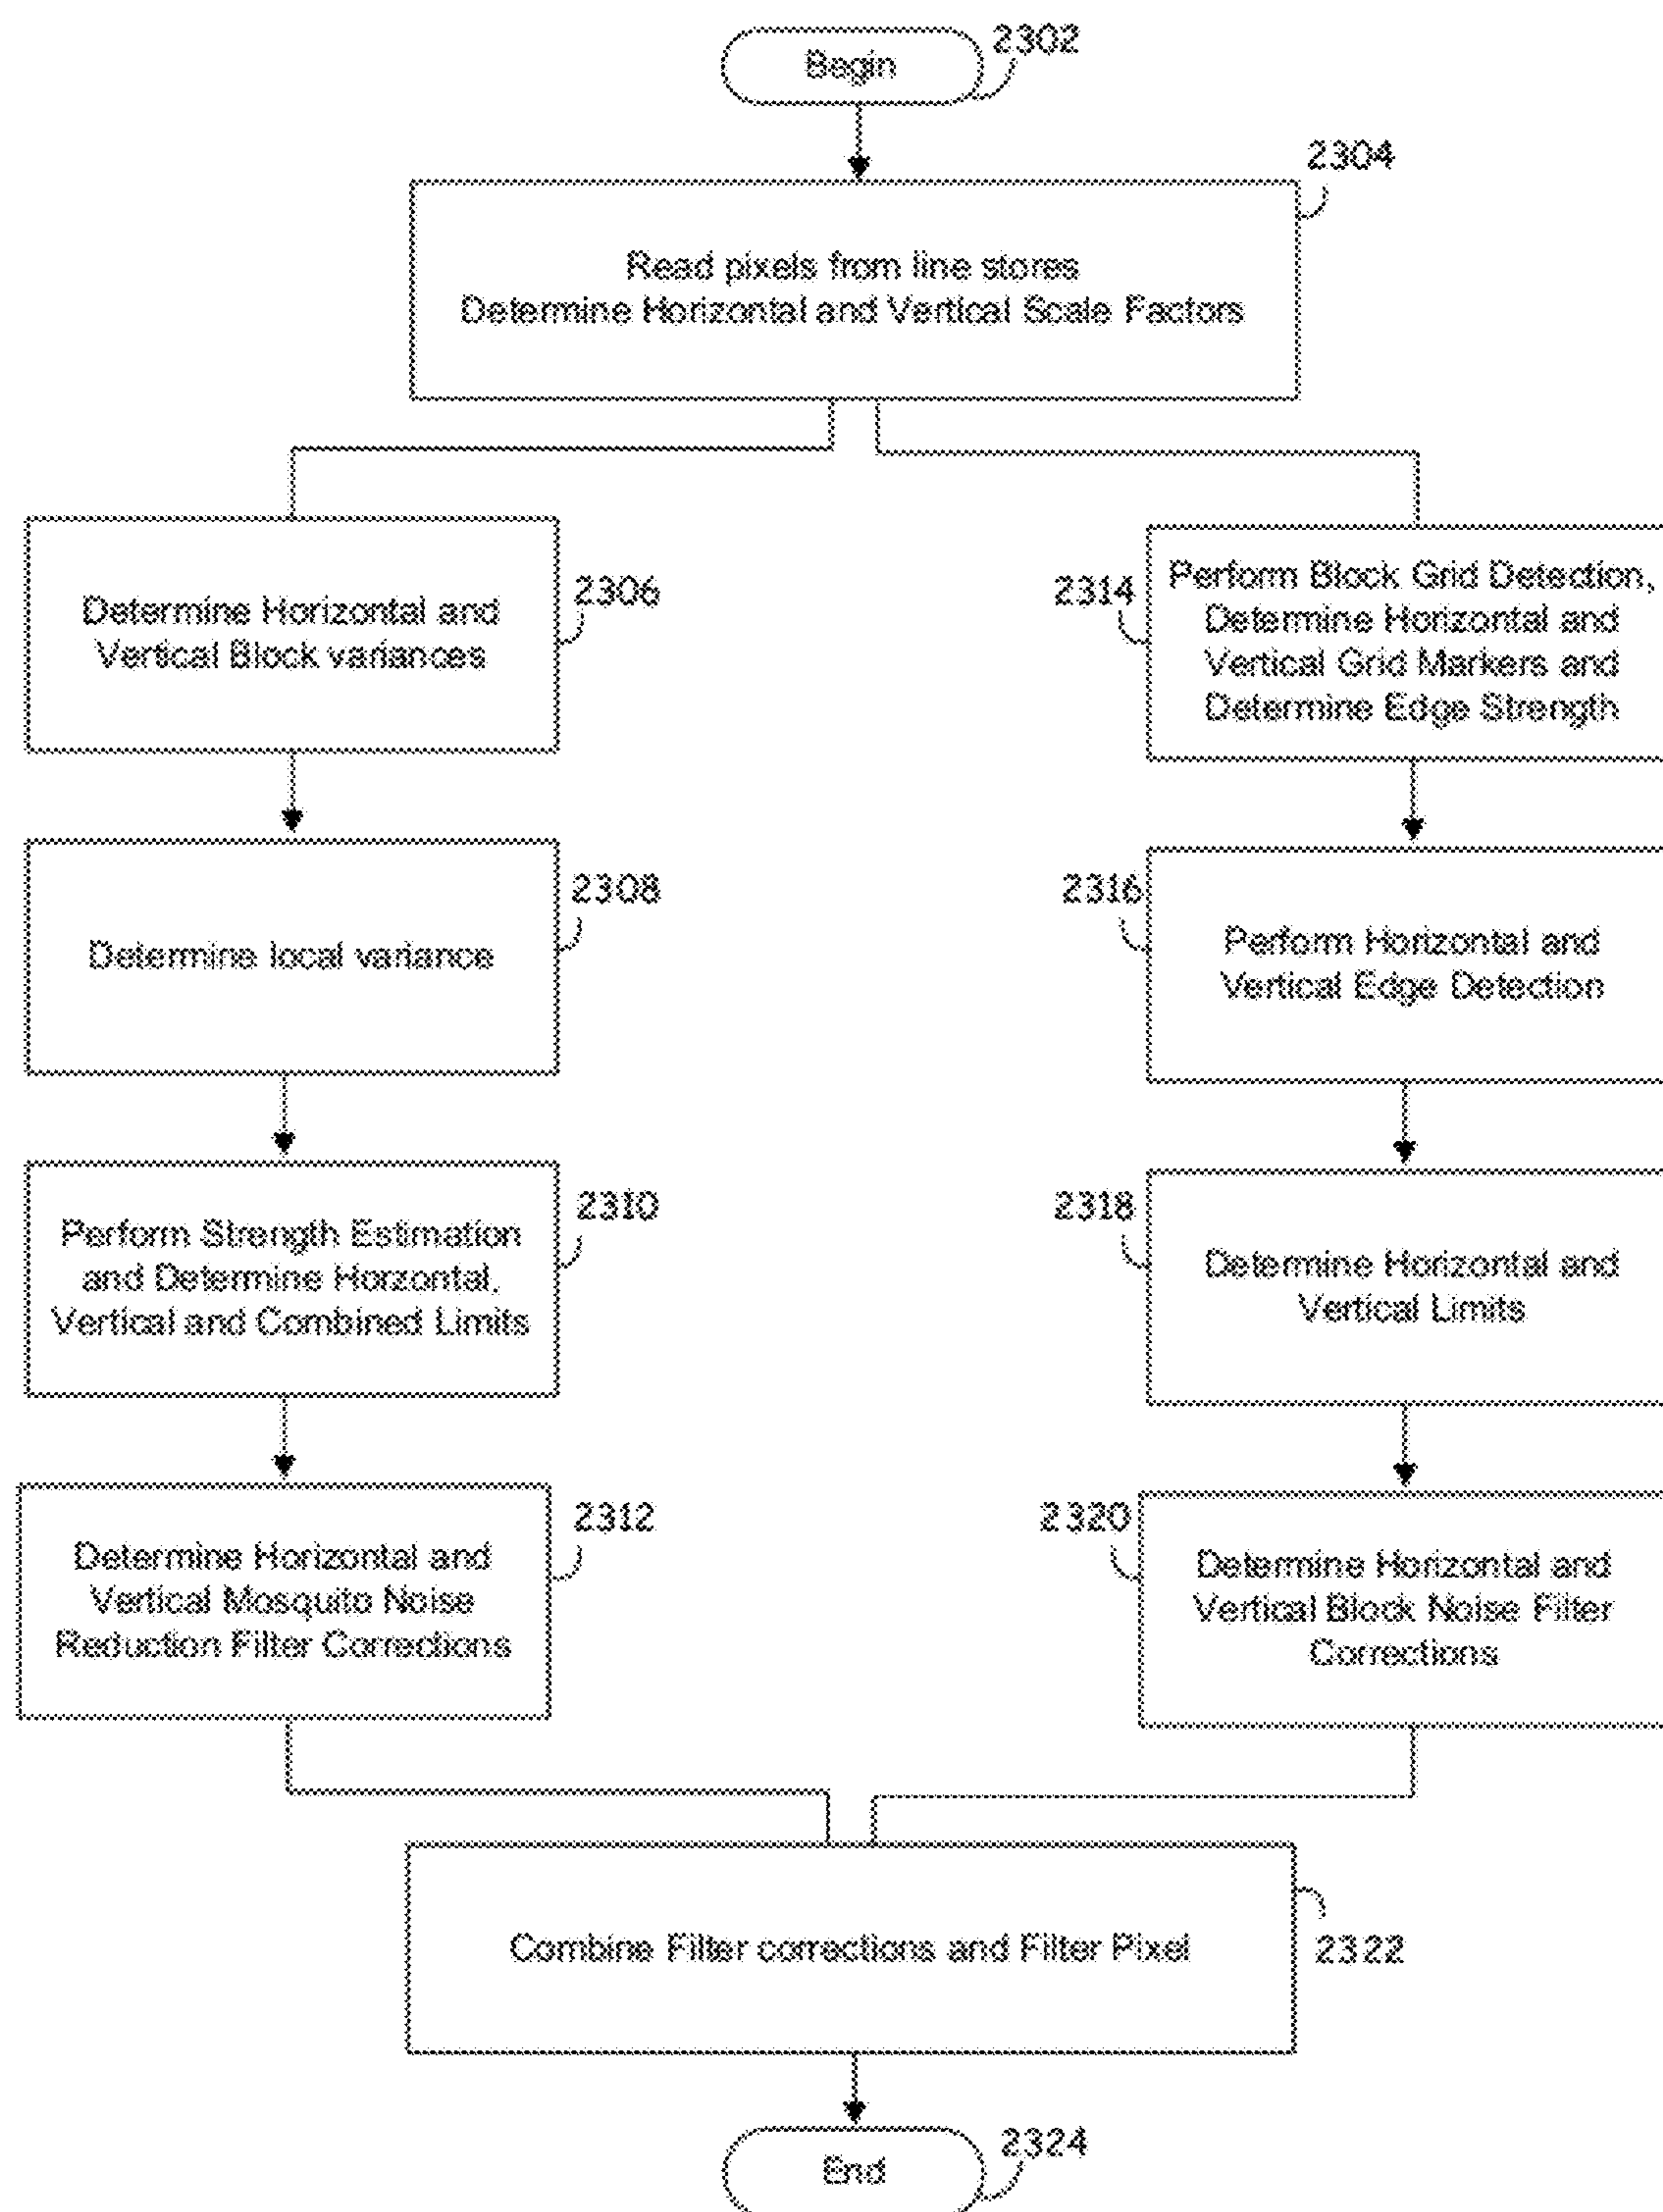 Begin
2302
2304
Read pixels from line stores
Determine Horizontal and Vertical Scale Factors
Determine Horizontal and
Vertical Block variances
2306
2314
Perform Block Grid Detection,
Determine Horizontal and
Vertical Grid Markers and
Determine Edge Strength
Determine local variance
2308
2316
Perform Horizontal and
Vertical Edge Detection
Perform Strength Estimation
and Determine Horzontal,
Vertical and Combined Limits
2310
2318
Determine Horizontal and
Vertical Limits
Determine Horizontal and
Vertical Mosquito Noise
Reduction Filter Corrections
2312
2320
Determine Horizontal and
Vertical Block Noise Filter
Corrections
Combine Filter corrections and Filter Pixel
2322
End
2324